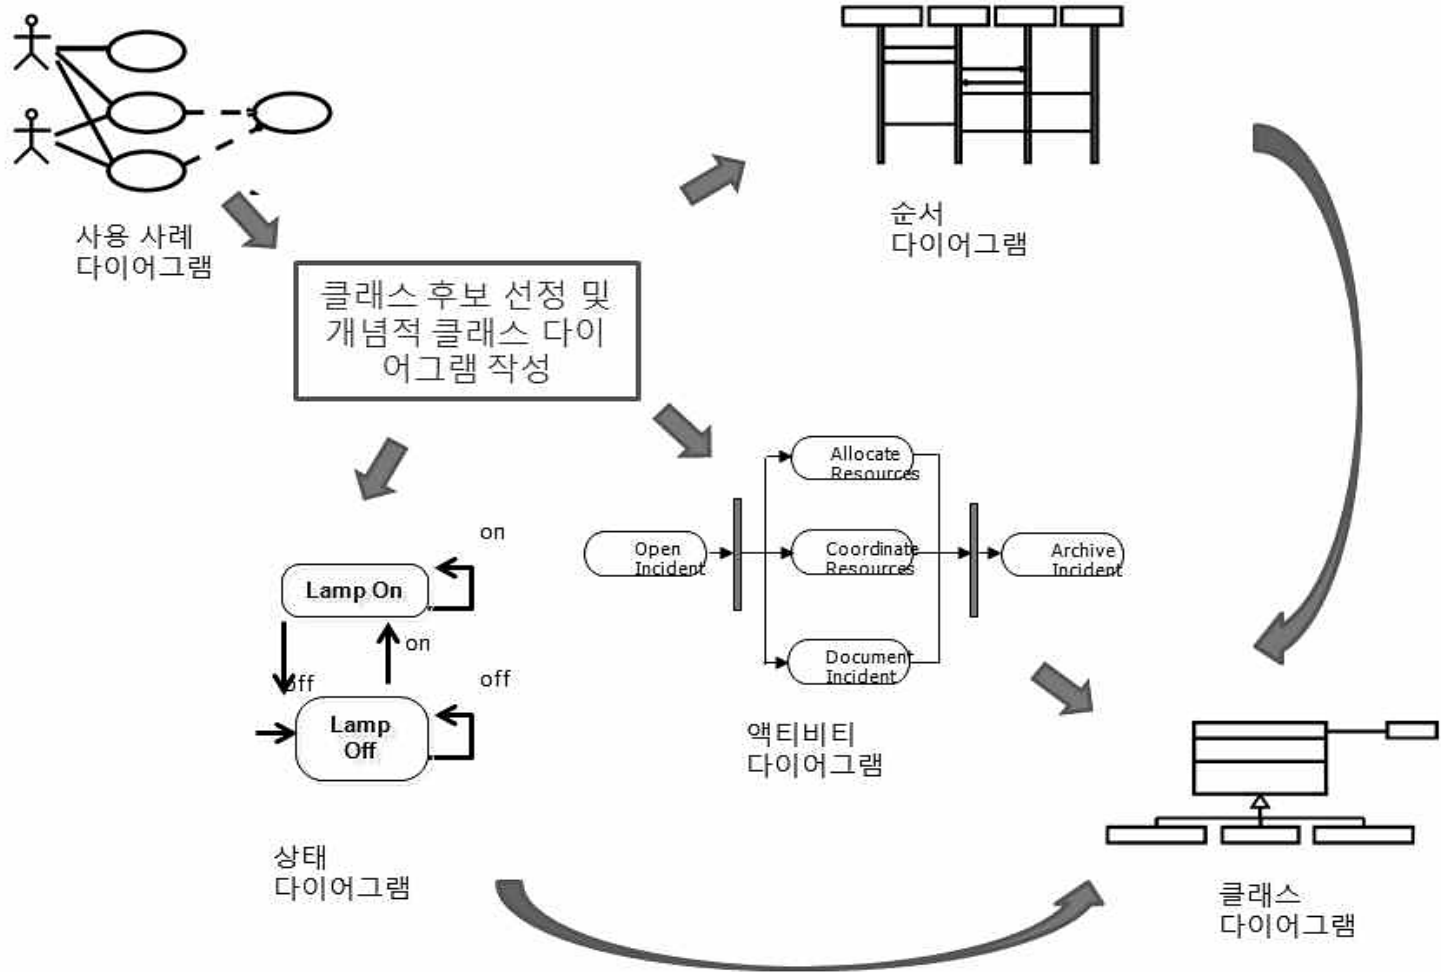 사용 사례
다이어그램
순서
다이어그램
클래스 후보 선정 및
개념적 클래스 다이
어그램 작성
Allocate
Resources
Open
Incident
Coordinate
Resources
Archive
Incident
Document
Incident
on
Lamp On
on
off
off
Lamp
Off
액티비티
다이어그램
상태
다이어그램
클래스
다이어그램